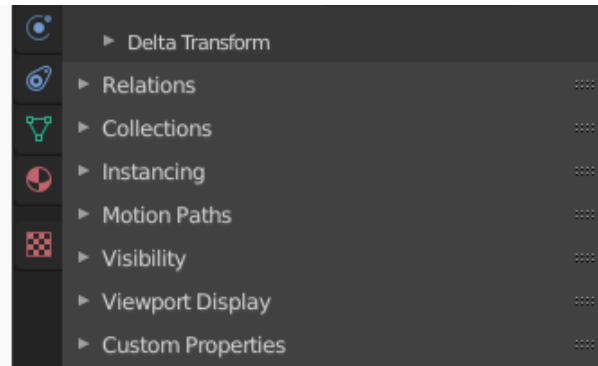 Delta Transform
Relations
Collections
Instancing
Motion Paths
Visibility
Viewport Display
Custom Properties